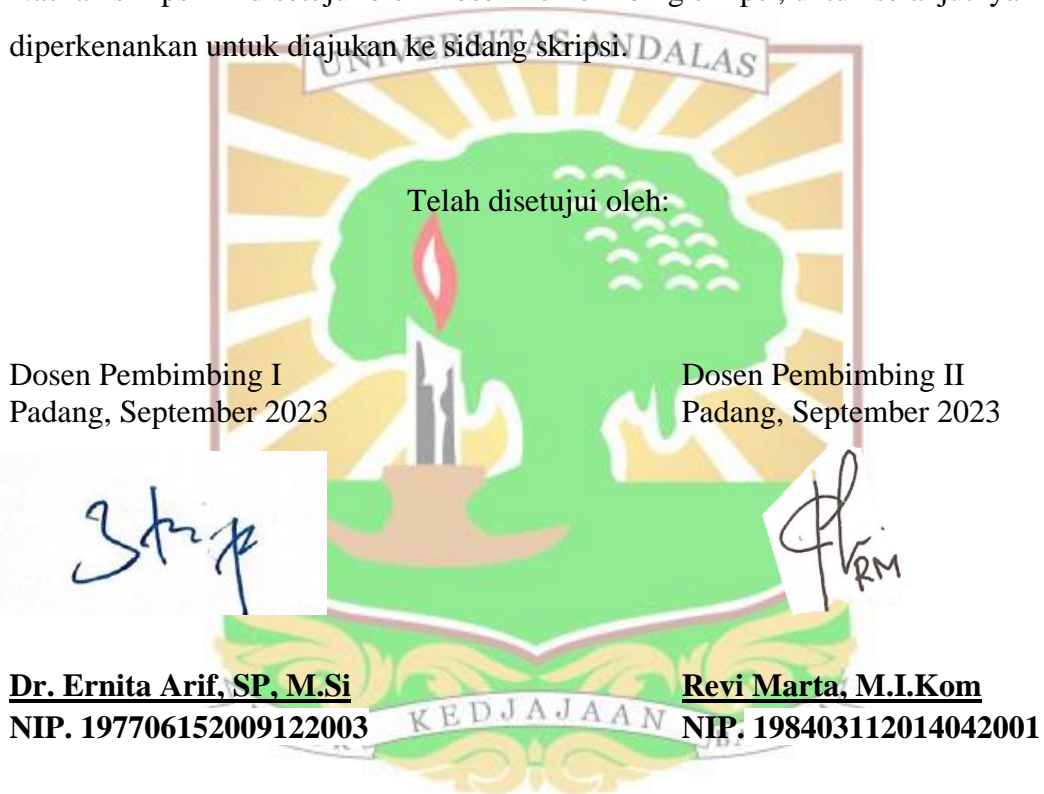 diperkenankan untuk diajukan ke sidang skripsi.
UNIVERSITAS ANDALAS
Telah disetujui oleh:
Dosen Pembimbing I
Padang, September 2023
Dosen Pembimbing II
Padang, September 2023
RM
Dr. Ernita Arif, SP, M.Si
NIP. 197706152009122003
Revi Marta, M.I.Kom
NIP. 198403112014042001
KEDJAJAAN